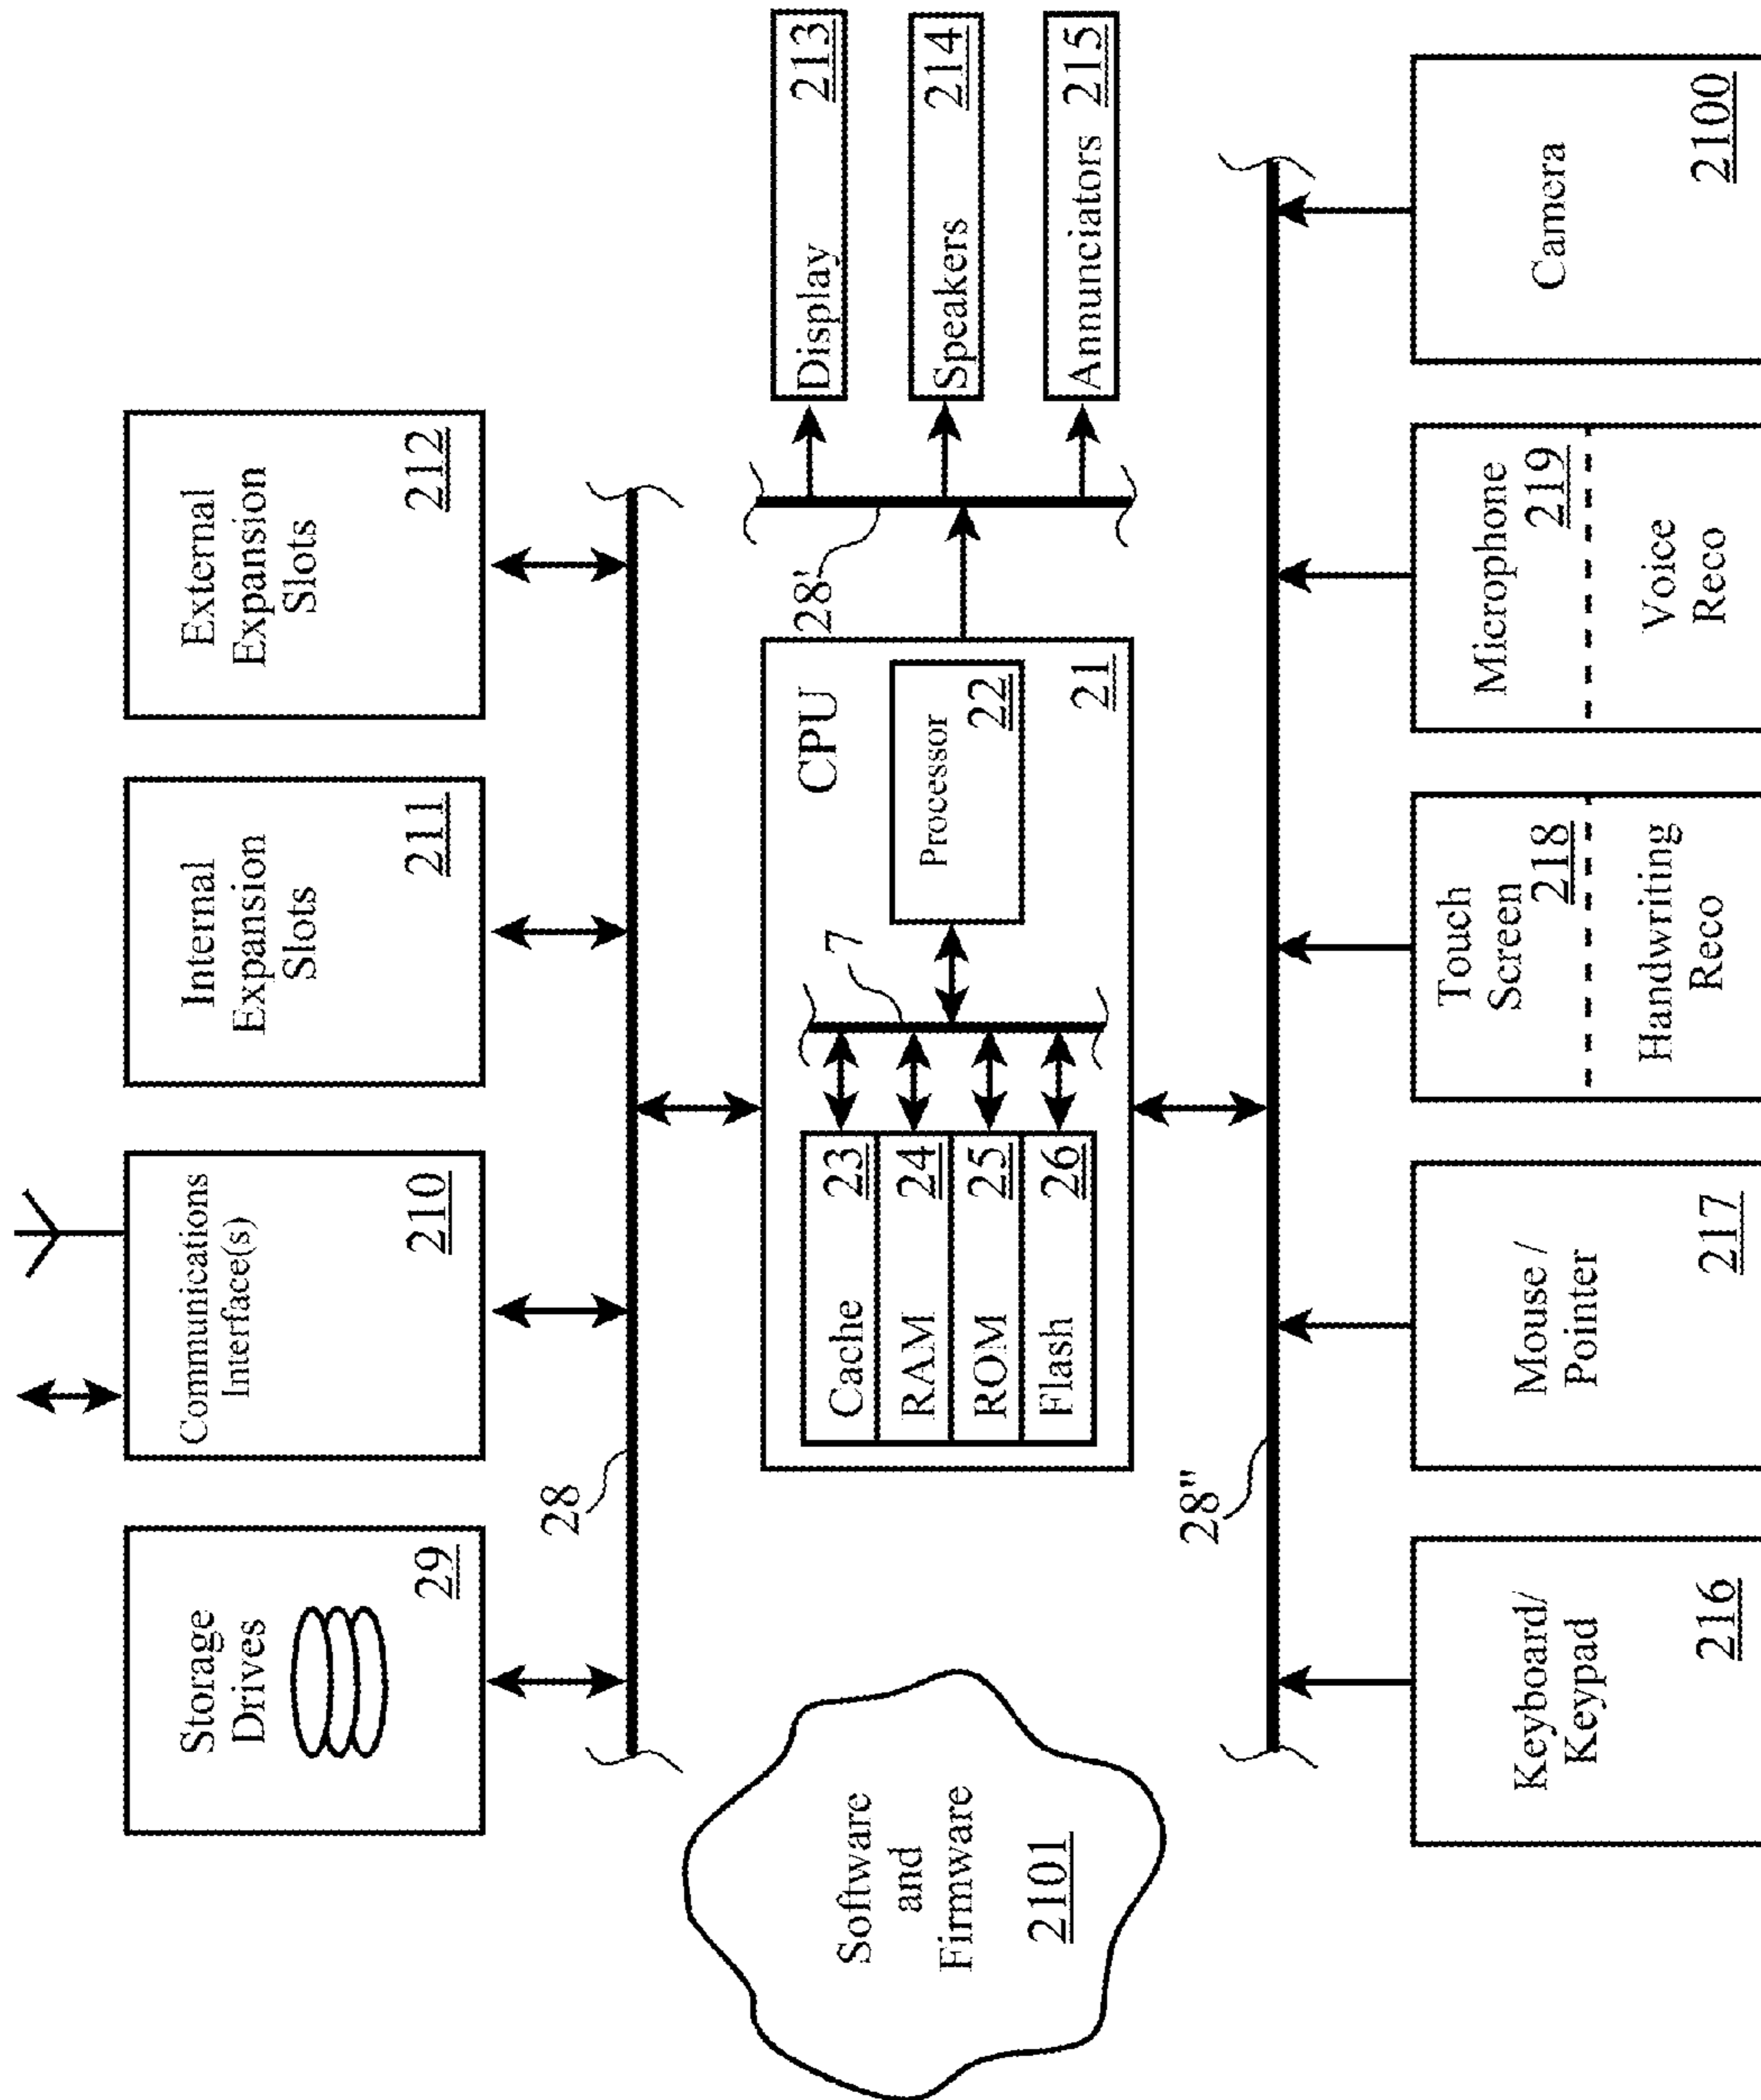 Storage
Drives
29
Communications
Interface(s)
210
Internal
Expansion
Slots
211
External
Expansion
Slots
212
28
Software
and
Firmware
2101
CPU
Cache 23
RAM 24
ROM 25
Flash 26
7
Processor
22
21
28'
Display 213
Speakers 214
Annunciators 215
28"
Keyboard/
Keypad
216
Mouse /
Pointer
217
Touch
Screen
218
Handwriting
Reco
Microphone
219
Voice
Reco
Camera
2100